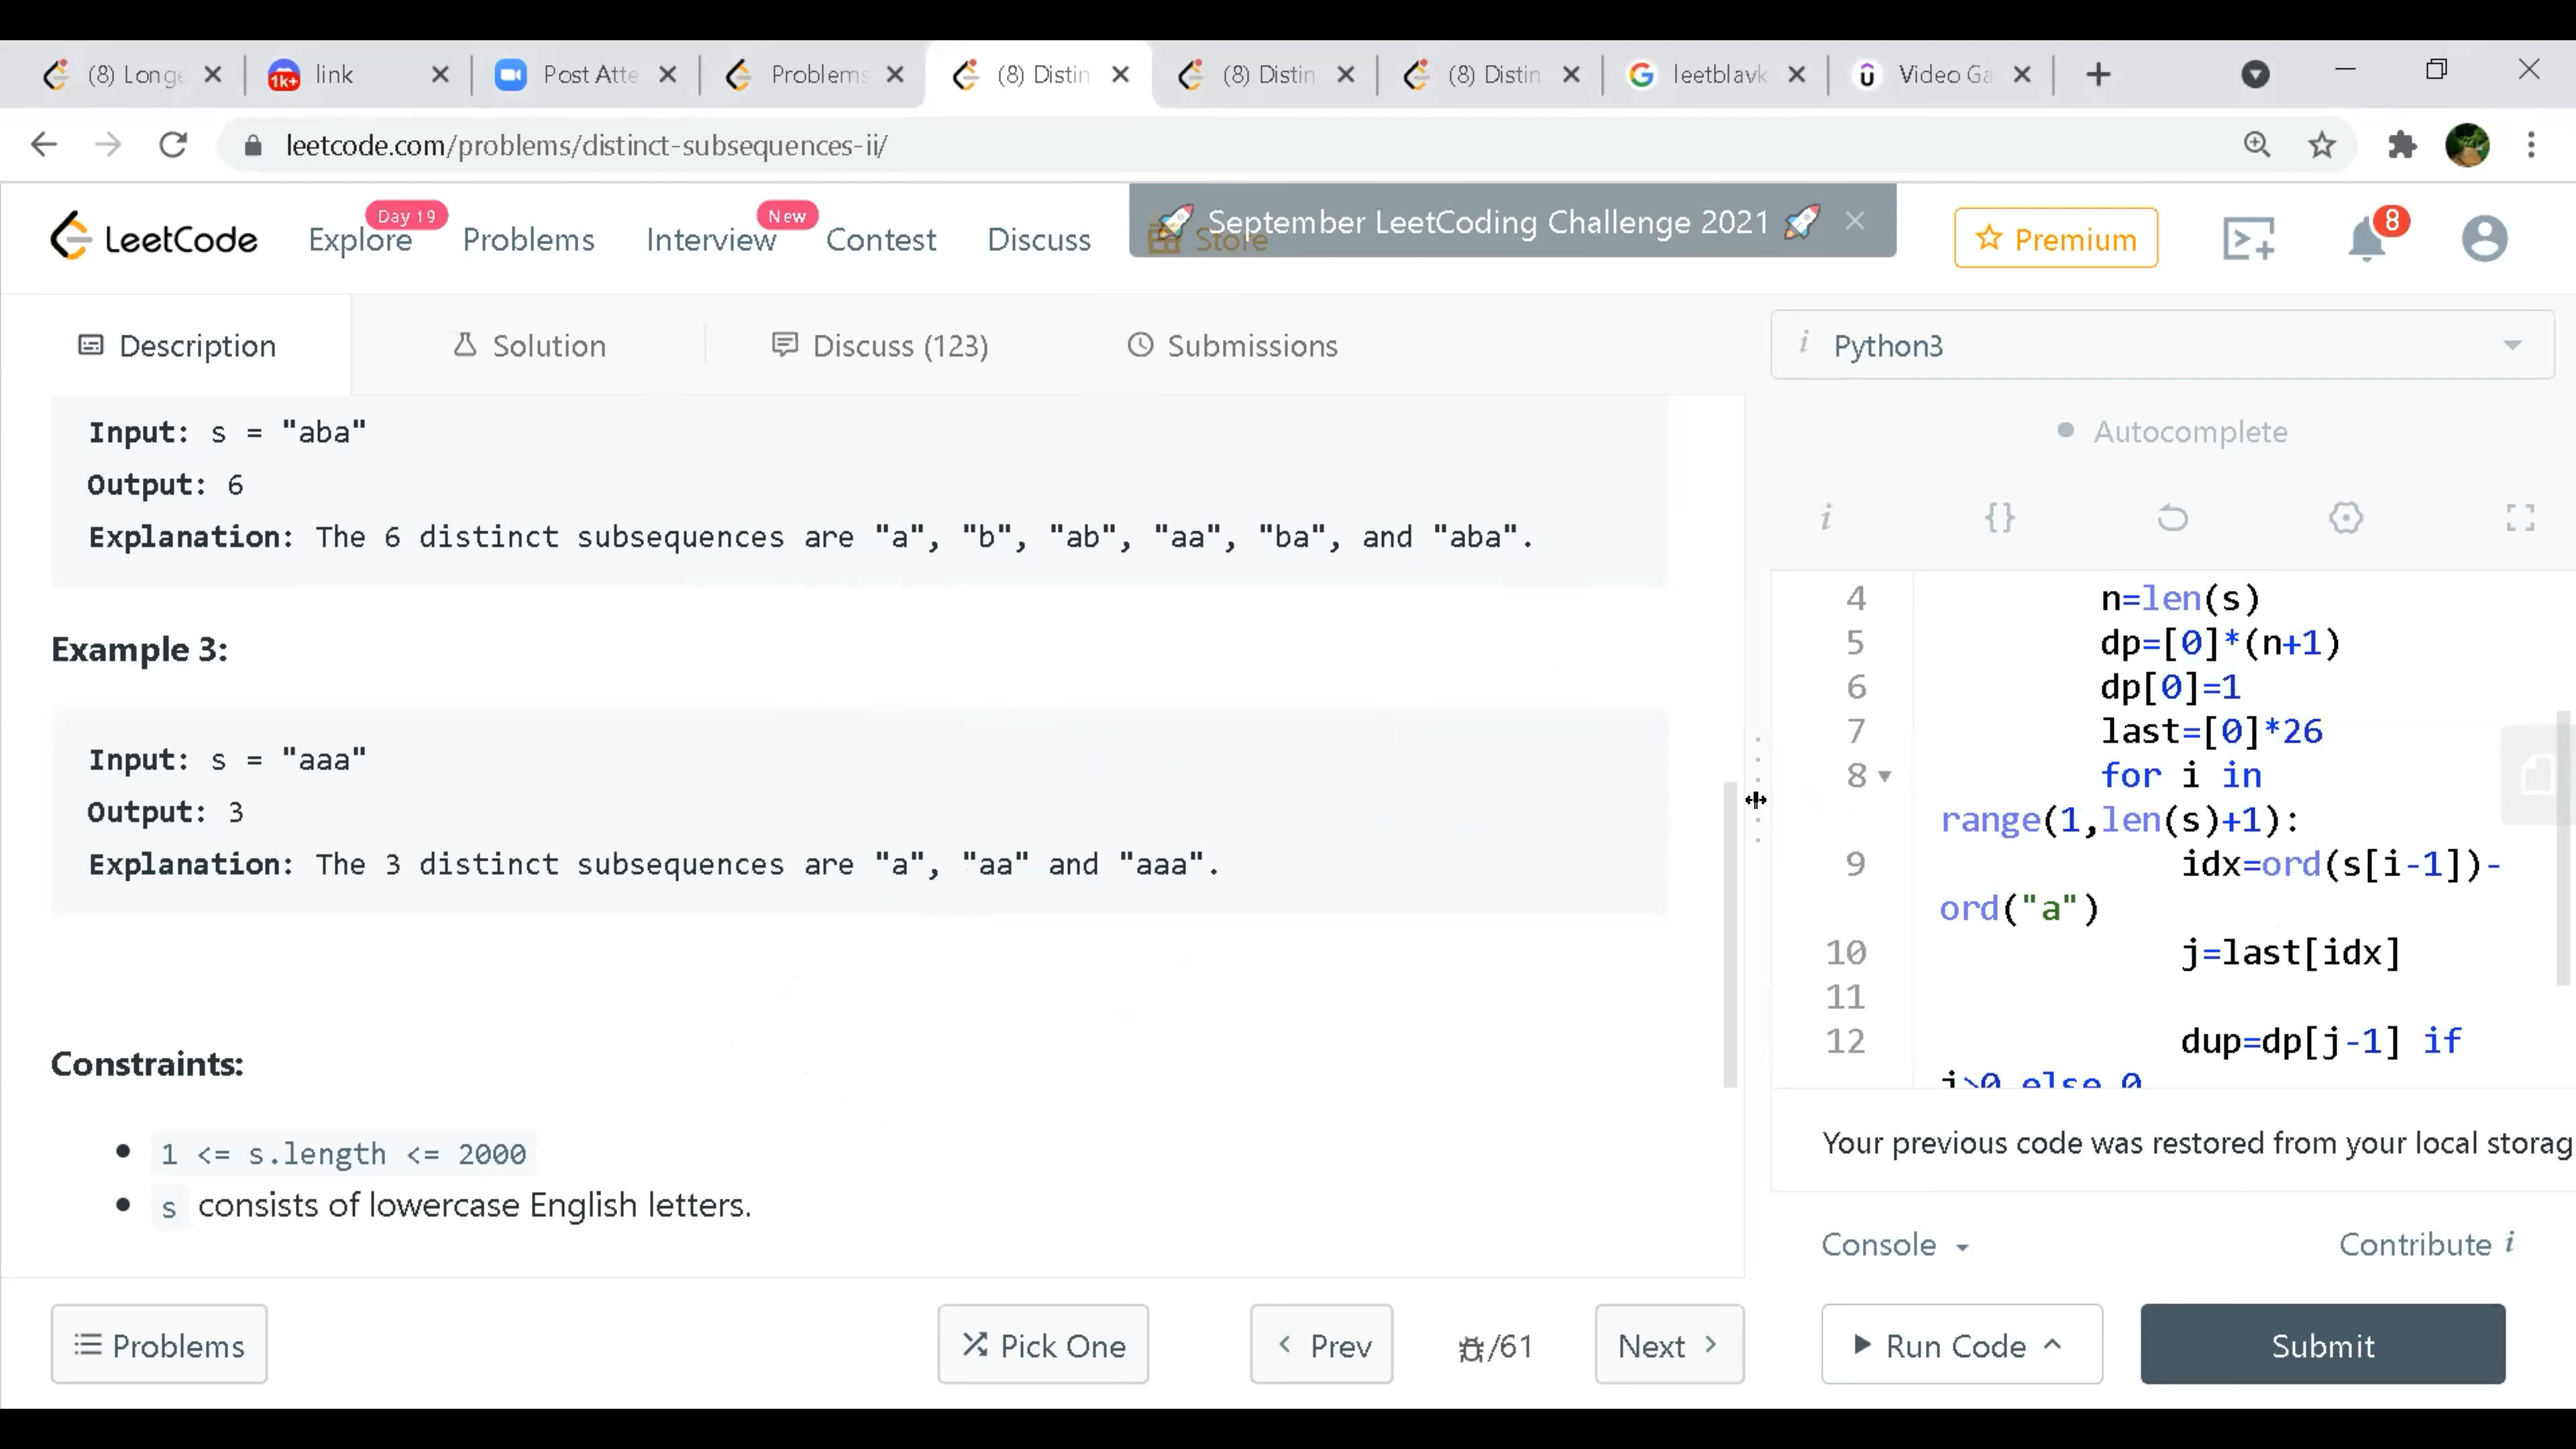 (8) Longe
1k+
link
Post Atte
Problems
(8) Distin
(8) Distin
(8) Distin
leetblavk
Video Ga
leetcode.com/problems/distinct-subsequences-ii/
LeetCode
Explore
Day 19
Problems
Interview
New
Contest
Discuss
Store
🚀 September LeetCoding Challenge 2021 🚀
Premium
8
Description
Solution
Discuss (123)
Submissions
Input: s = "aba"
Output: 6
Explanation: The 6 distinct subsequences are "a", "b", "ab", "aa", "ba", and "aba".
Example 3:
Input: s = "aaa"
Output: 3
Explanation: The 3 distinct subsequences are "a", "aa" and "aaa".
Constraints:
1 <= s.length <= 2000
s consists of lowercase English letters.
Problems
Pick One
Prev
/61
Next
i Python3
Autocomplete
i {}
4 n=len(s)
5 dp=[0]*(n+1)
6 dp[0]=1
7 last=[0]*26
8 for i in
range(1,len(s)+1):
9 idx=ord(s[i-1])-
ord("a")
10 j=last[idx]
11
12 dup=dp[j-1] if
j>0 else 0
Your previous code was restored from your local storag
Console
Contribute i
Run Code
Submit